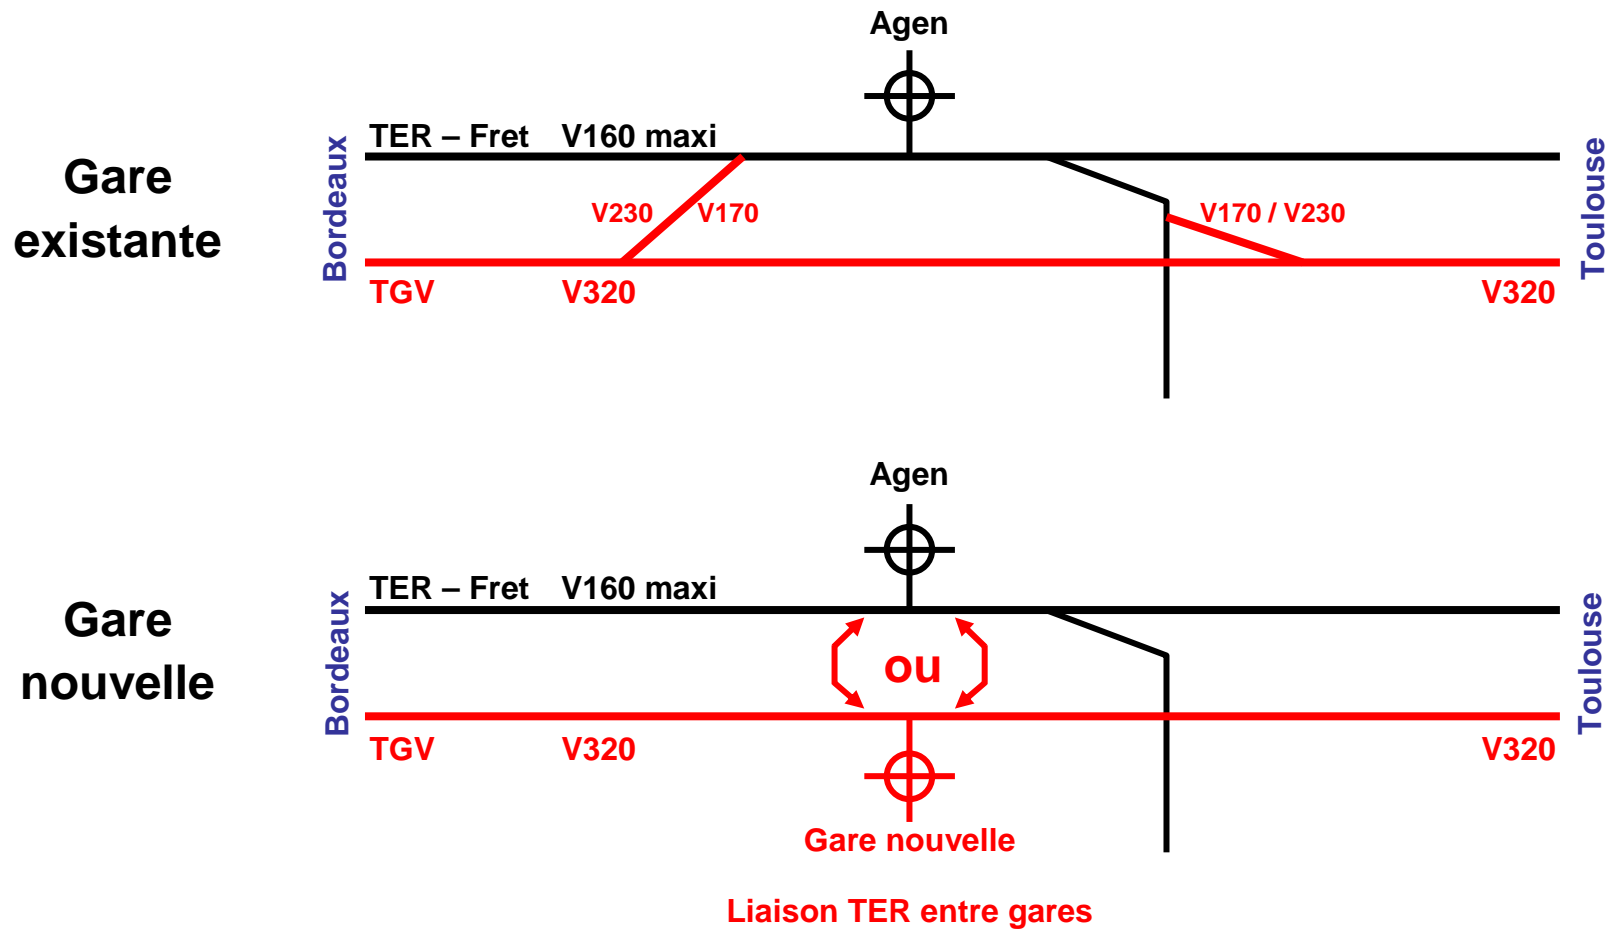 Agen
TER – Fret V160 maxi
Gare
existante
Bordeaux
V230 V170
V170 / V230
Toulouse
TGV V320 V320
Agen
TER – Fret V160 maxi
Gare
nouvelle
Bordeaux
ou
Toulouse
TGV V320 V320
Gare nouvelle
Liaison TER entre gares